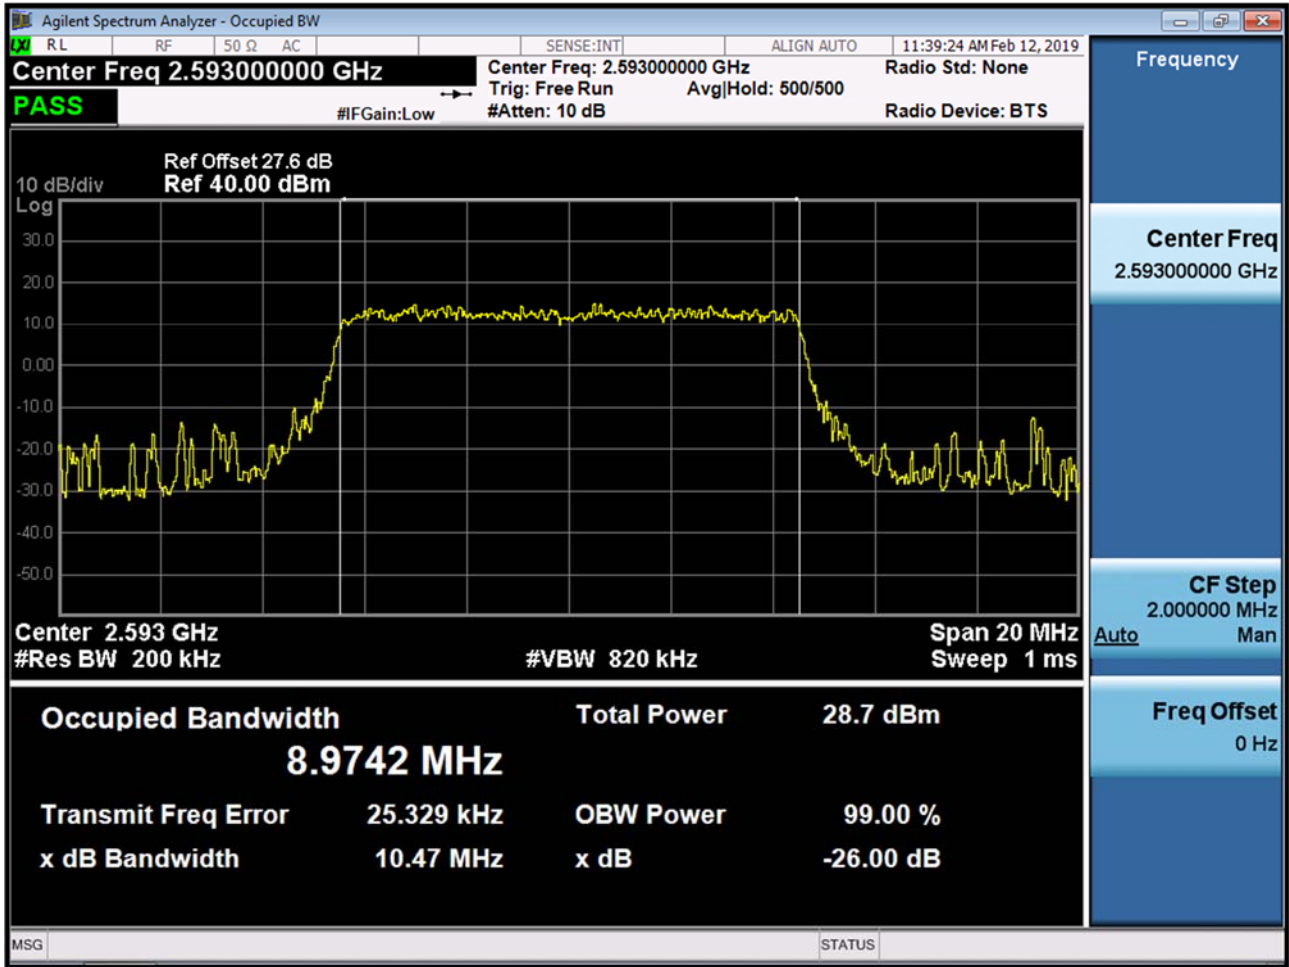 Agilent Spectrum Analyzer - Occupied BW
LXI RL RF 50 Ω AC SENSE:INT ALIGN AUTO 11:39:24 AM Feb 12, 2019
Center Freq 2.593000000 GHz
Center Freq: 2.593000000 GHz Radio Std: None
Trig: Free Run Avg|Hold: 500/500
PASS
#IFGain:Low #Atten: 10 dB Radio Device: BTS
Ref Offset 27.6 dB
10 dB/div Ref 40.00 dBm
Log
30.0
20.0
10.0
0.00
-10.0
-20.0
-30.0
-40.0
-50.0
Center 2.593 GHz Span 20 MHz
#Res BW 200 kHz #VBW 820 kHz Sweep 1 ms
Occupied Bandwidth Total Power 28.7 dBm
8.9742 MHz
Transmit Freq Error 25.329 kHz OBW Power 99.00 %
x dB Bandwidth 10.47 MHz x dB -26.00 dB
MSG STATUS
Frequency
Center Freq
2.593000000 GHz
CF Step
2.000000 MHz
Auto Man
Freq Offset
0 Hz